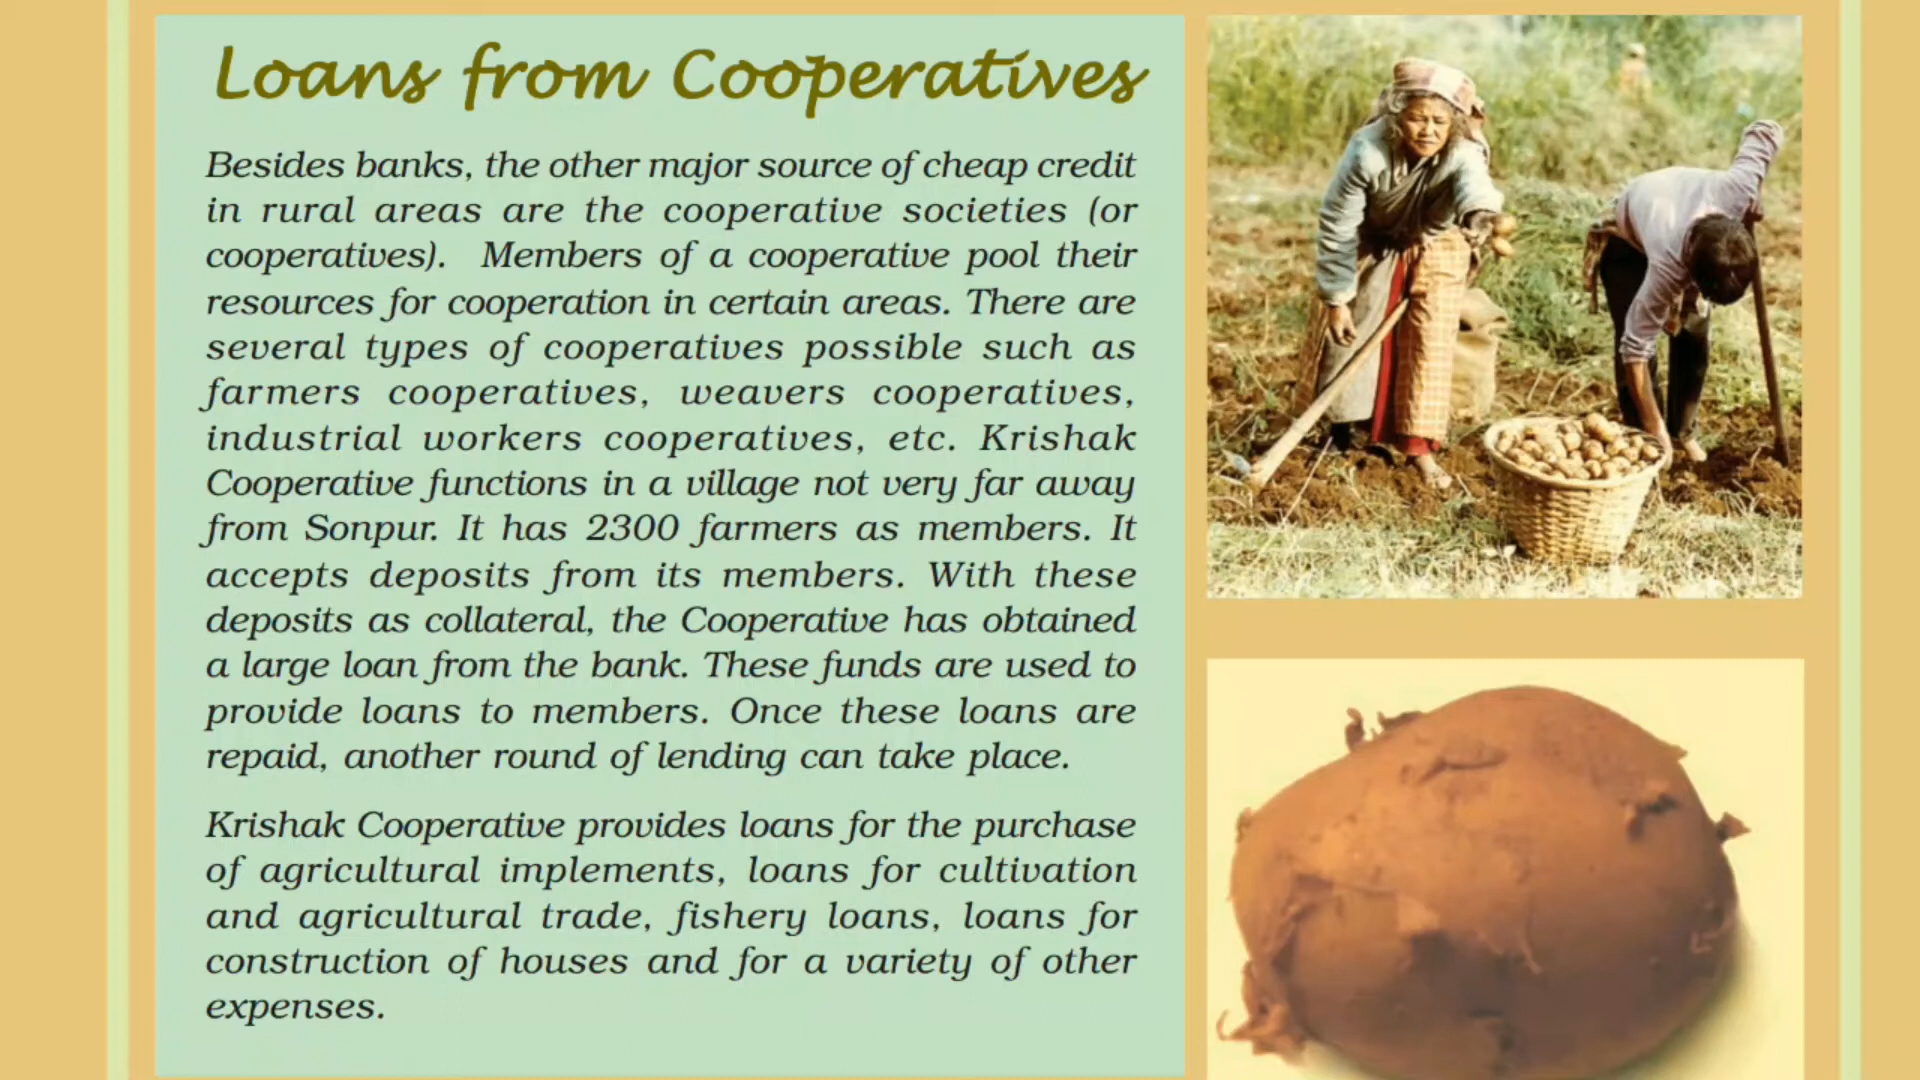 Loans from Cooperatives
Besides banks, the other major source of cheap credit
in rural areas are the cooperative societies (or
cooperatives). Members of a cooperative pool their
resources for cooperation in certain areas. There are
several types of cooperatives possible such as
farmers cooperatives, weavers cooperatives,
industrial workers cooperatives, etc. Krishak
Cooperative functions in a village not very far away
from Sonpur. It has 2300 farmers as members. It
accepts deposits from its members. With these
deposits as collateral, the Cooperative has obtained
a large loan from the bank. These funds are used to
provide loans to members. Once these loans are
repaid, another round of lending can take place.
Krishak Cooperative provides loans for the purchase
of agricultural implements, loans for cultivation
and agricultural trade, fishery loans, loans for
construction of houses and for a variety of other
expenses.